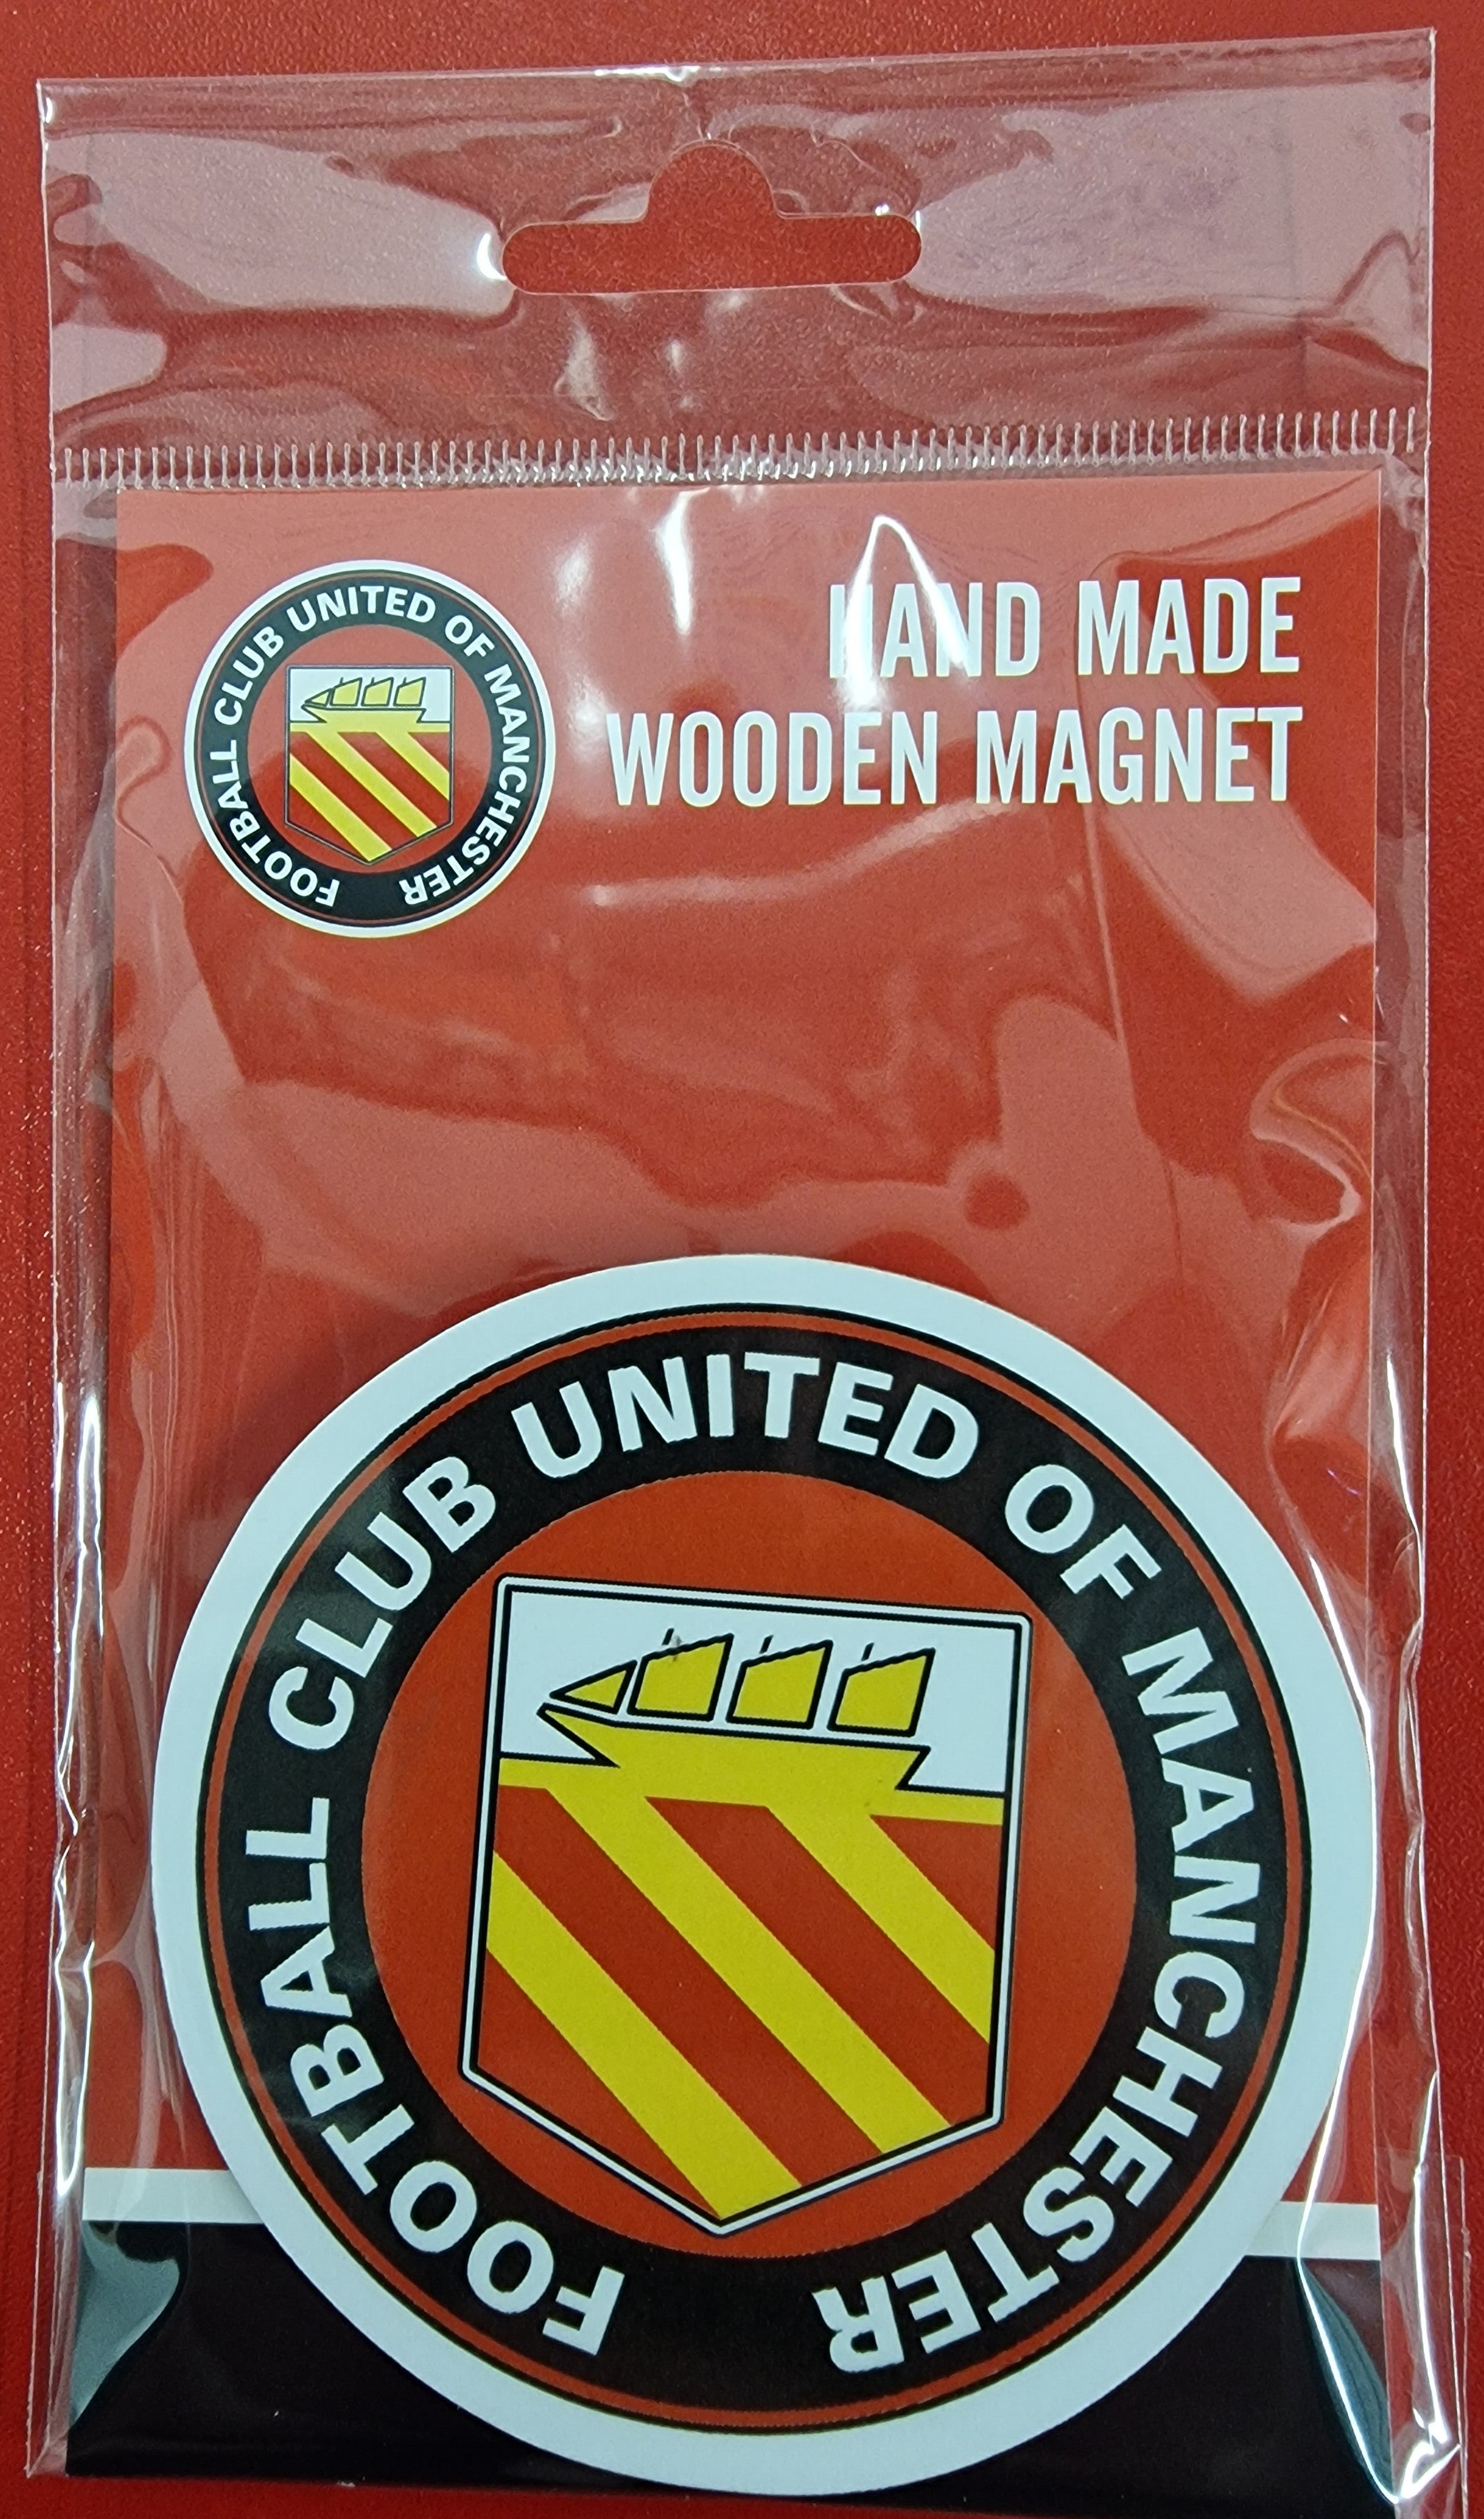 FOOTBALL CLUB UNITED OF MANCHESTER
HAND MADE
WOODEN MAGNET
FOOTBALL CLUB UNITED OF MANCHESTER